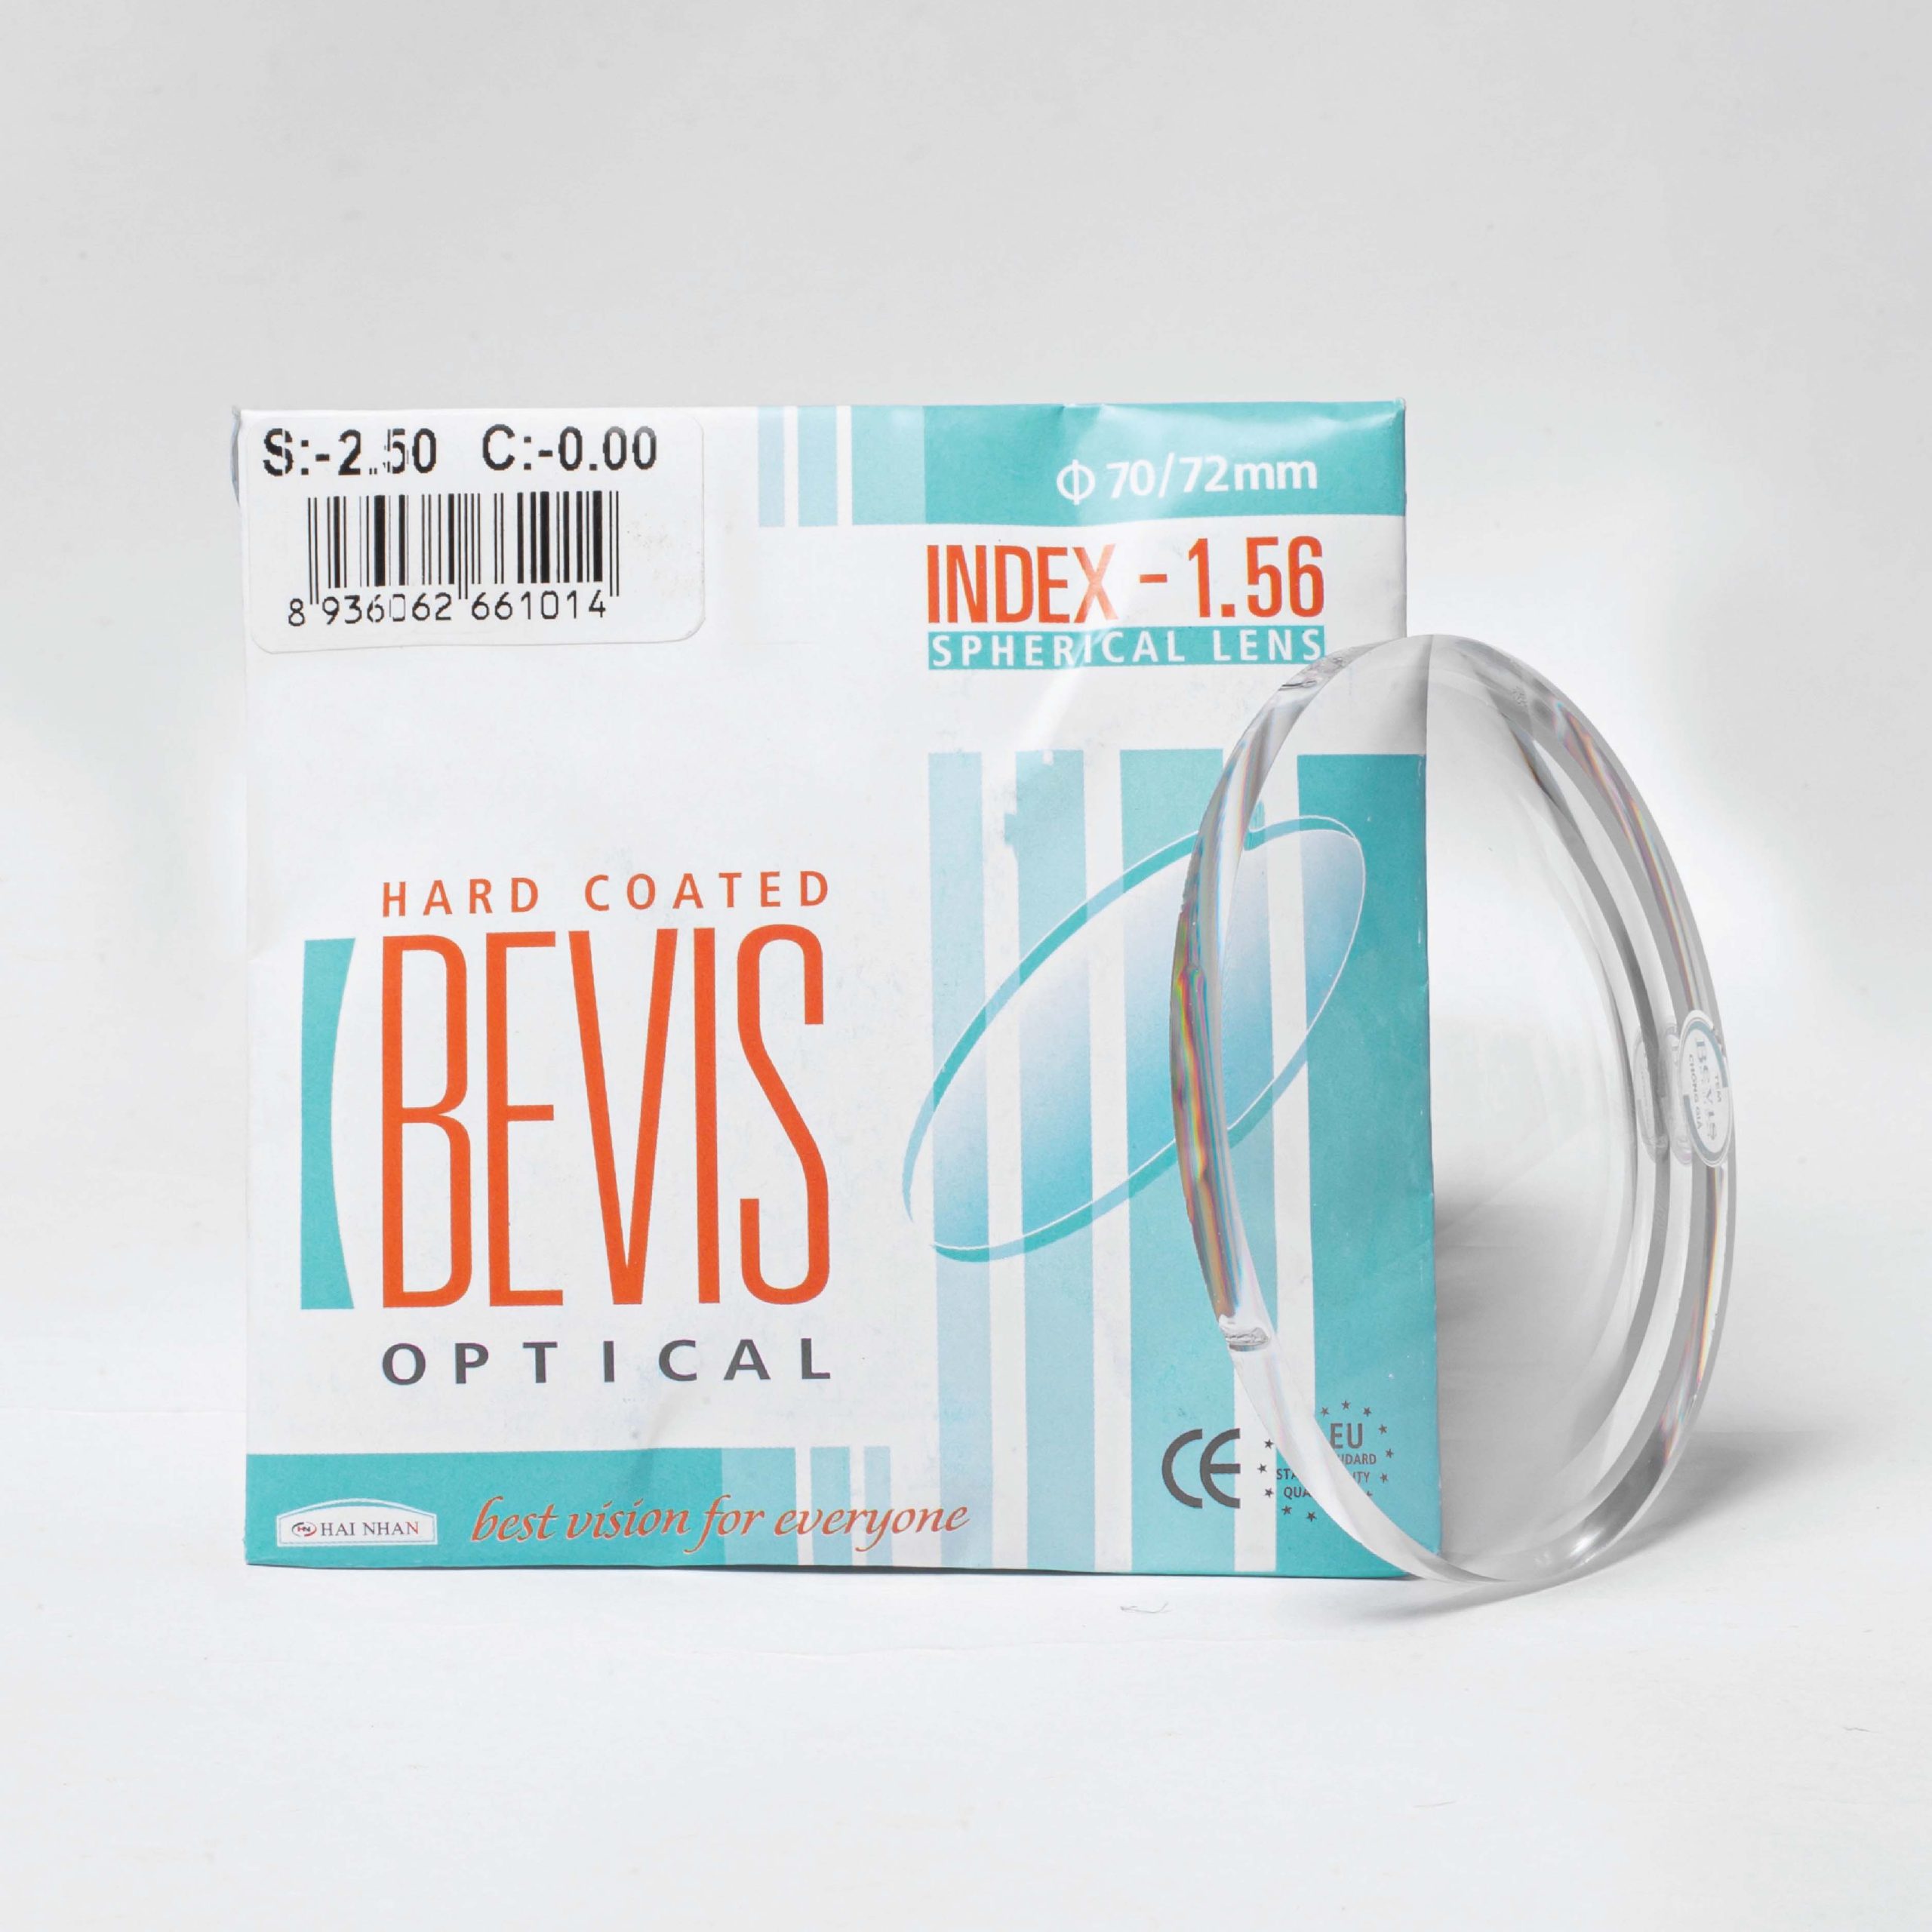 S:-2.50 C:-0.00
8 936062 661014
Φ 70/72mm
INDEX - 1.56
SPHERICAL LENS
HARD COATED
BEVIS
OPTICAL
CE
EU
HAI NHAN
best vision for everyone
BEVIS